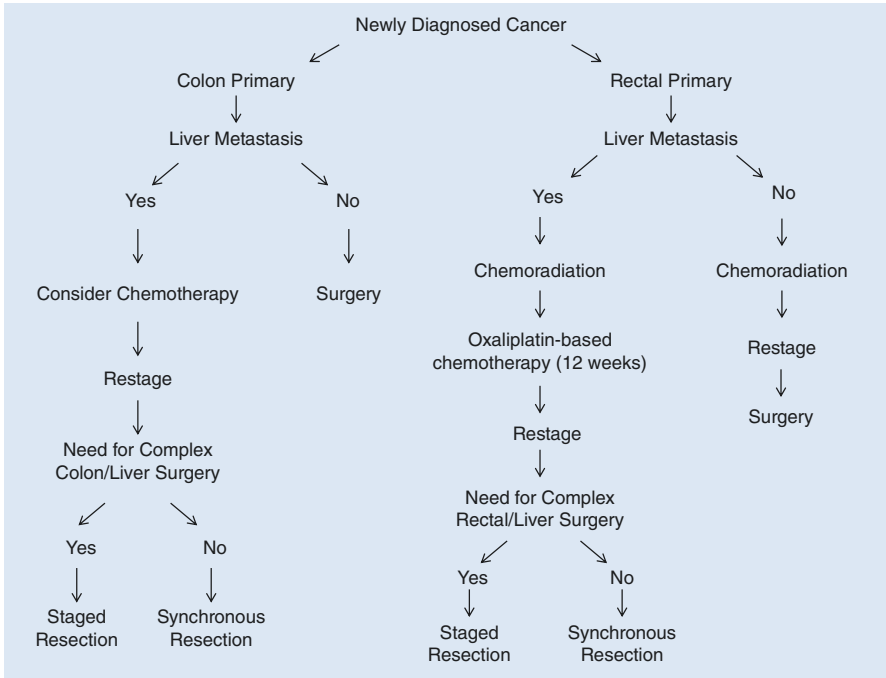 Newly Diagnosed Cancer
Colon Primary
Rectal Primary
Liver Metastasis
Liver Metastasis
Yes
No
Yes
No
Consider Chemotherapy
Surgery
Chemoradiation
Chemoradiation
Restage
Oxaliplatin-based
chemotherapy (12 weeks)
Restage
Need for Complex
Colon/Liver Surgery
Restage
Surgery
Yes
No
Need for Complex
Rectal/Liver Surgery
Staged
Resection
Synchronous
Resection
Yes
No
Staged
Resection
Synchronous
Resection